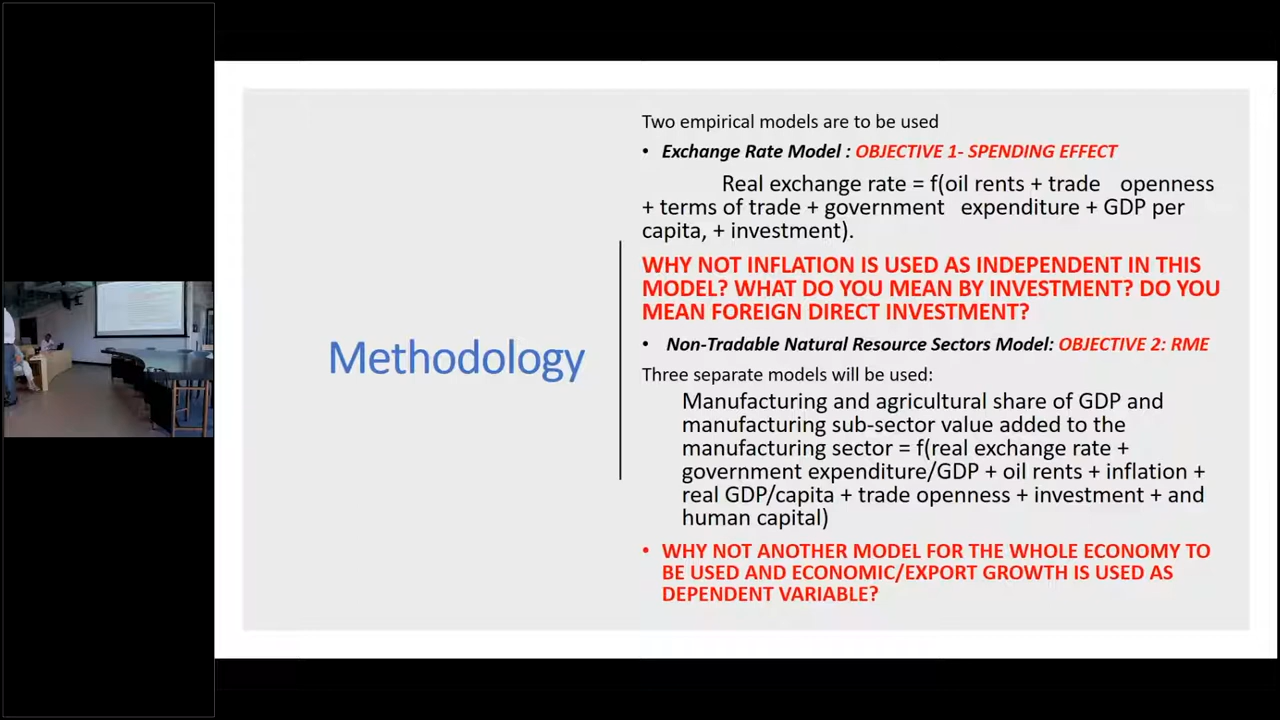 Methodology
Two empirical models are to be used
• Exchange Rate Model : OBJECTIVE 1- SPENDING EFFECT
Real exchange rate = f(oil rents + trade openness
+ terms of trade + government expenditure + GDP per
capita, + investment).
WHY NOT INFLATION IS USED AS INDEPENDENT IN THIS
MODEL? WHAT DO YOU MEAN BY INVESTMENT? DO YOU
MEAN FOREIGN DIRECT INVESTMENT?
• Non-Tradable Natural Resource Sectors Model: OBJECTIVE 2: RME
Three separate models will be used:
Manufacturing and agricultural share of GDP and
manufacturing sub-sector value added to the
manufacturing sector = f(real exchange rate +
government expenditure/GDP + oil rents + inflation +
real GDP/capita + trade openness + investment + and
human capital)
• WHY NOT ANOTHER MODEL FOR THE WHOLE ECONOMY TO
BE USED AND ECONOMIC/EXPORT GROWTH IS USED AS
DEPENDENT VARIABLE?